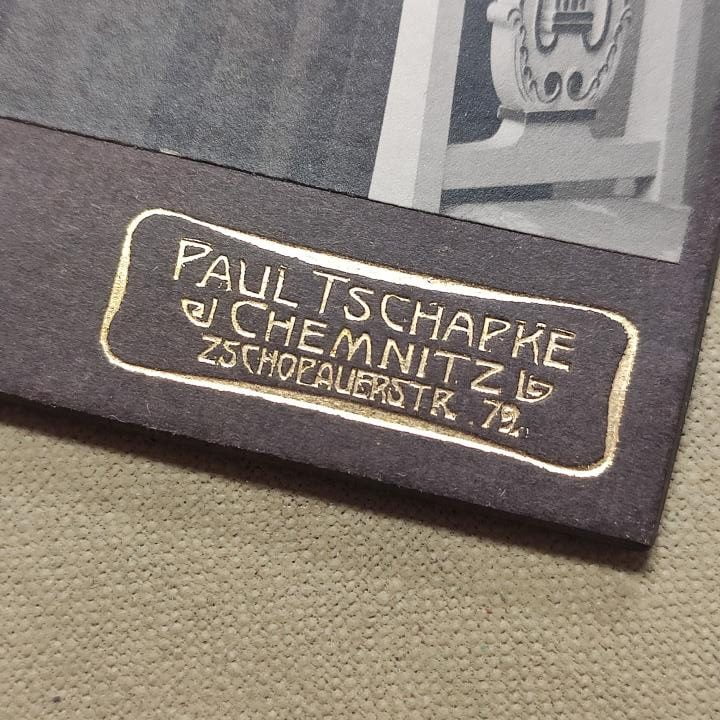 PAUL TSCHAPKE
CHEMNITZ
ZSCHOPAUERSTR. 72.